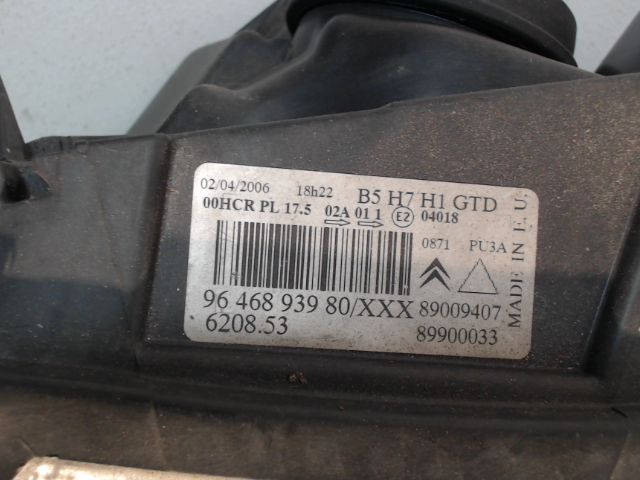 02/04/2006 18h22 B5 H7 H1 GTD
00HCR PL 17.5 02A 01 1 E2 04018
0871 PU3A
96 468 939 80/XXX 89009407
6208.53 89900033
MADE IN E. U.